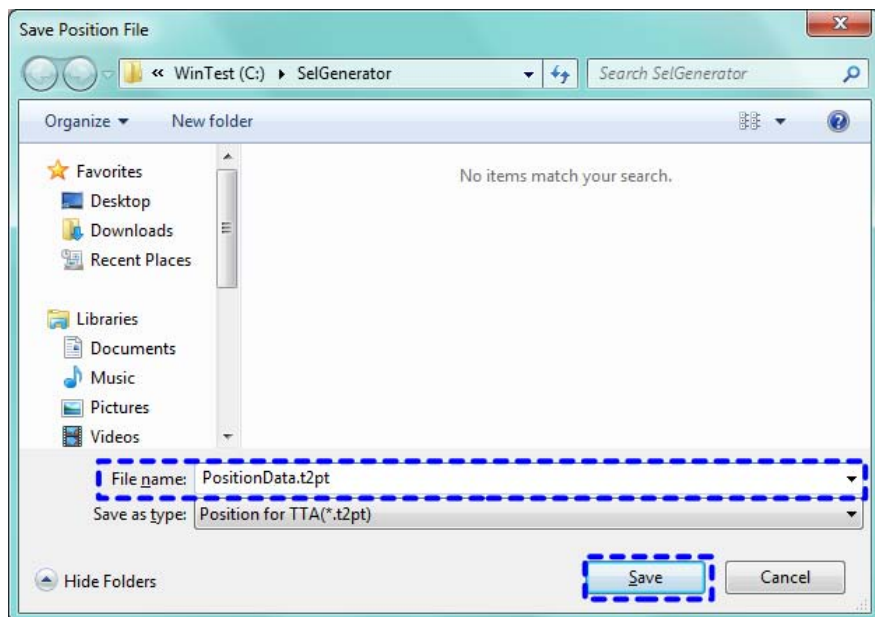 Save Position File
« WinTest (C:) ▸ SelGenerator
Search SelGenerator
Organize New folder
No items match your search.
Favorites
Desktop
Downloads
Recent Places
Libraries
Documents
Music
Pictures
Videos
File name: PositionData.t2pt
Save as type: Position for TTA(*.t2pt)
Hide Folders
Save
Cancel